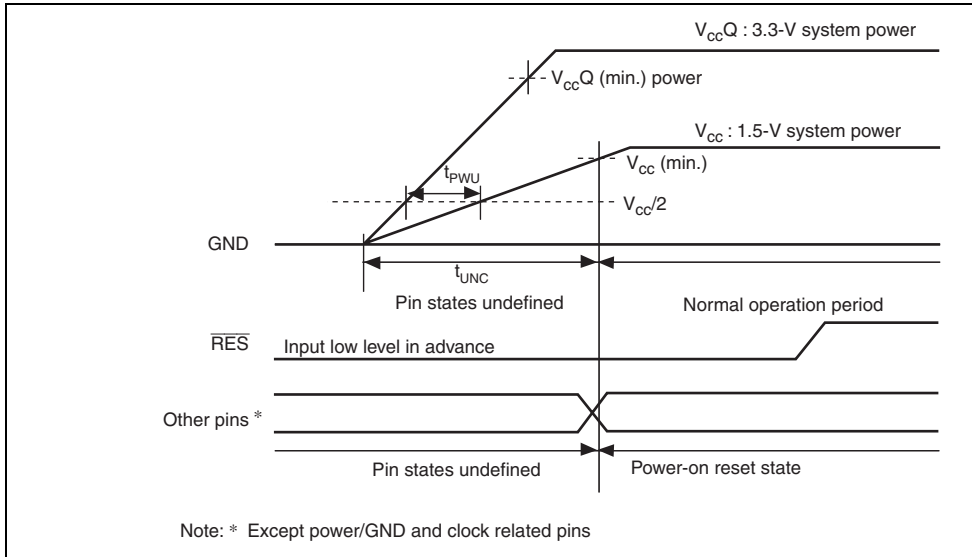 VccQ : 3.3-V system power
VccQ (min.) power
Vcc : 1.5-V system power
Vcc (min.)
tPWU
Vcc/2
GND
tUNC
Pin states undefined
Normal operation period
RES
Input low level in advance
Other pins *
Pin states undefined
Power-on reset state
Note: * Except power/GND and clock related pins